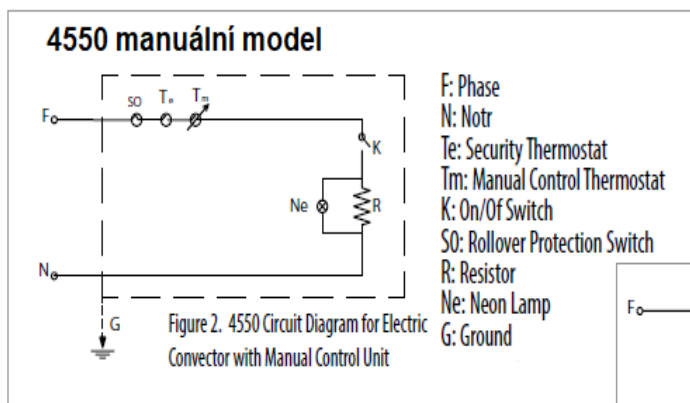 4550 manuální model
F
SO
Te
Tm
K
Ne
R
N
G
Figure 2. 4550 Circuit Diagram for Electric
Convector with Manual Control Unit
F: Phase
N: Notr
Te: Security Thermostat
Tm: Manual Control Thermostat
K: On/Of Switch
SO: Rollover Protection Switch
R: Resistor
Ne: Neon Lamp
G: Ground
F